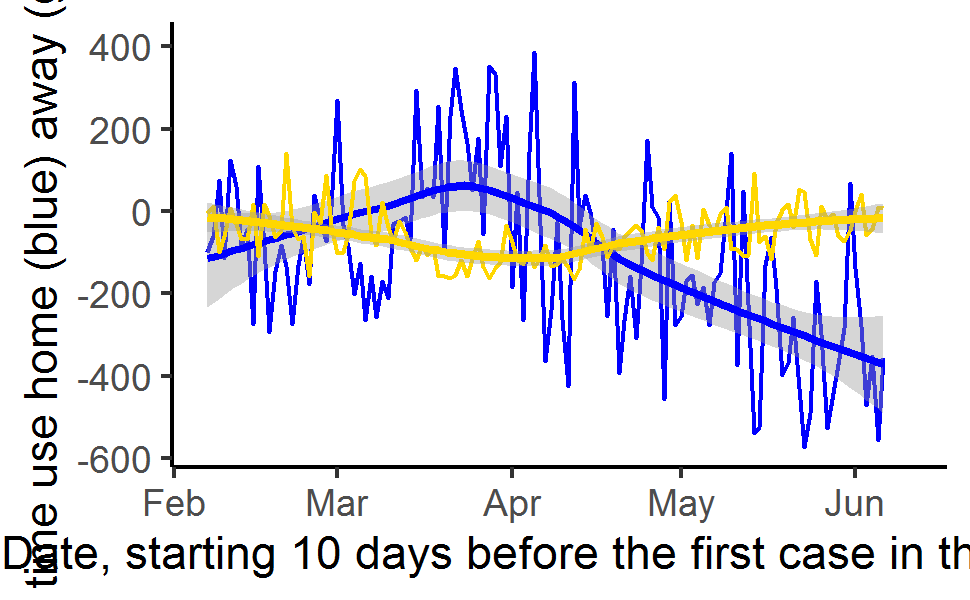 time use home (blue) away (
400
200
0
-200
-400
-600
Feb Mar Apr May Jun
Date, starting 10 days before the first case in th